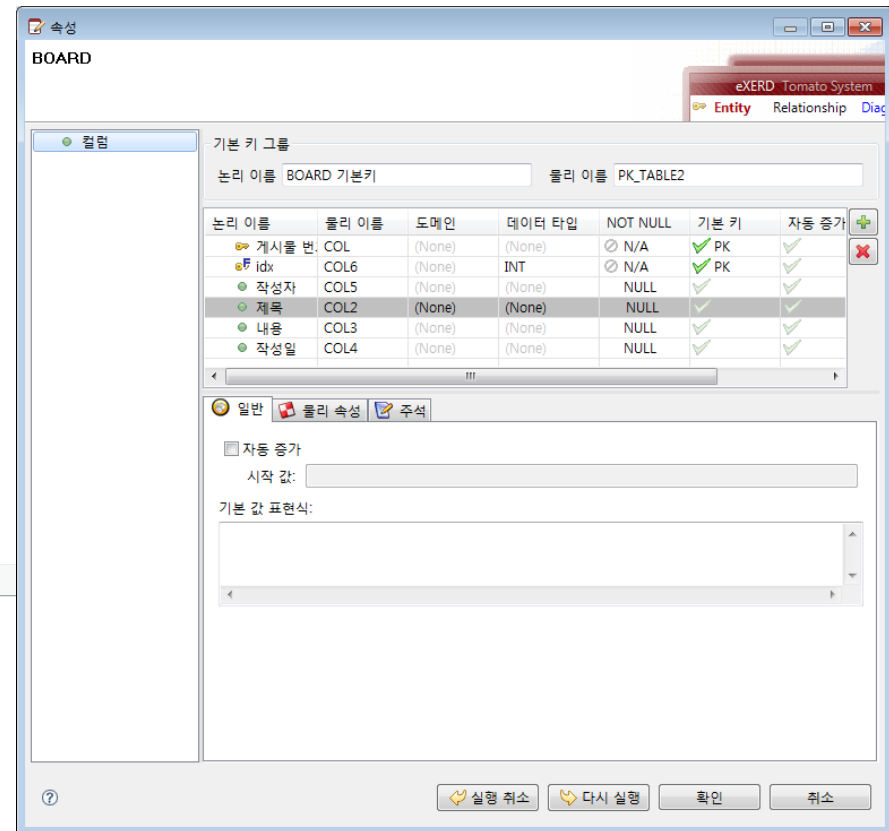 속성
BOARD
eXERD Tomato System
Entity Relationship
컬럼
기본 키 그룹
논리 이름 BOARD 기본키 물리 이름 PK_TABLE2
논리 이름 물리 이름 도메인 데이터 타입 NOT NULL 기본 키 자동 증가
게시물 번 COL (None) (None) N/A PK
idx COL6 (None) INT N/A PK
작성자 COL5 (None) (None) NULL
제목 COL2 (None) (None) NULL
내용 COL3 (None) (None) NULL
작성일 COL4 (None) (None) NULL
일반 물리 속성 주석
자동 증가
시작 값:
기본 값 표현식:
실행 취소 다시 실행 확인 취소